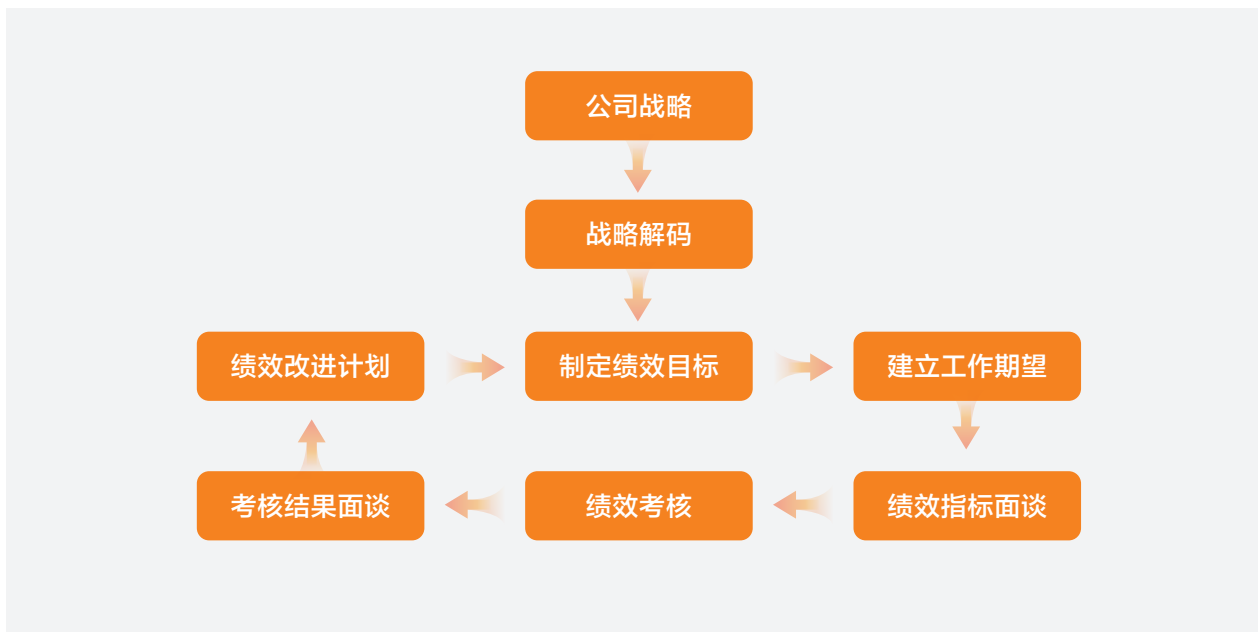 公司战略
战略解码
绩效改进计划
制定绩效目标
建立工作期望
考核结果面谈
绩效考核
绩效指标面谈